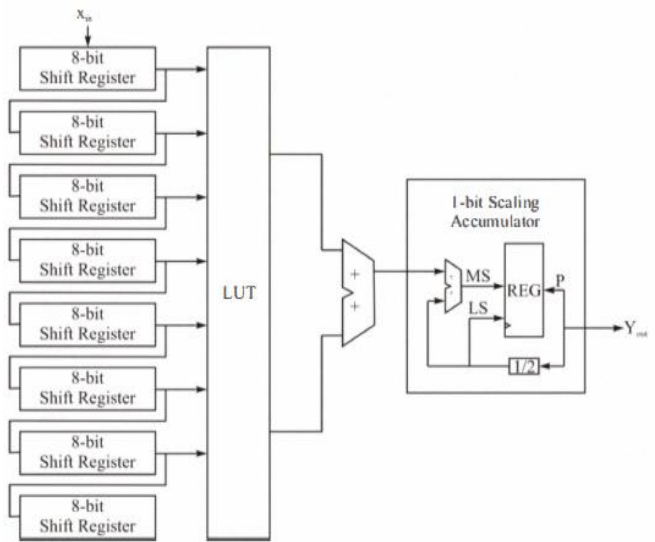 X_in
8-bit
Shift Register
8-bit
Shift Register
8-bit
Shift Register
8-bit
Shift Register
8-bit
Shift Register
8-bit
Shift Register
8-bit
Shift Register
8-bit
Shift Register
LUT
+
+
1-bit Scaling
Accumulator
MS
LS
REG
P
1/2
Y_out